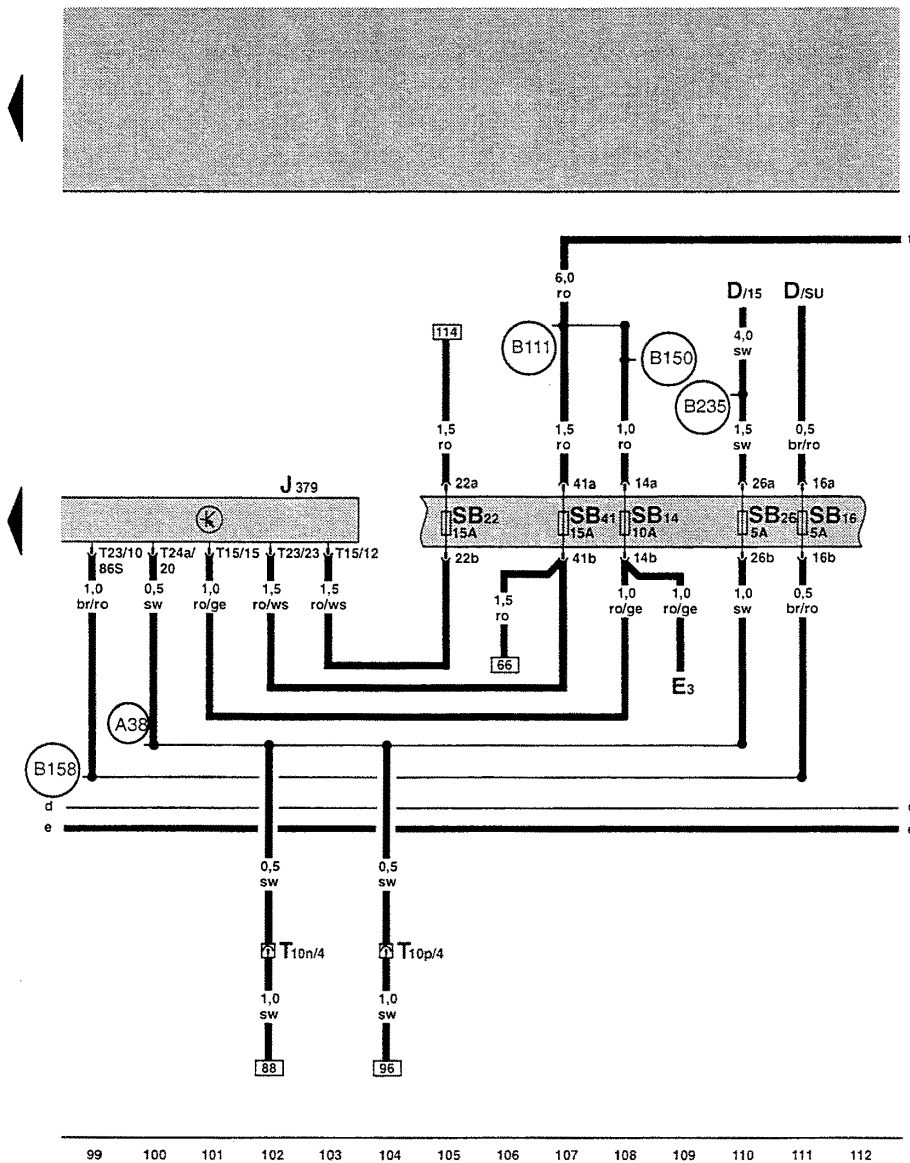 6,0
ro
D/15 D/SU
114
B111
4,0
sw
B150
B235
1,5
ro
1,5
ro
1,0
ro
1,5
sw
0,5
br/ro
J 379
22a 41a 14a 26a 16a
SB22
15A
SB41
15A
SB14
10A
SB26
5A
SB16
5A
T23/10
86S
T24a/
20
T15/15 T23/23 T15/12
22b 41b 14b 26b 16b
1,0
br/ro
0,5
sw
1,0
ro/ge
1,5
ro/ws
1,5
ro/ws
1,5
ro
1,0
ro/ge
1,0
ro/ge
1,0
sw
0,5
br/ro
66
E3
A38
B158
d
e
0,5
sw
0,5
sw
T10n/4 T10p/4
1,0
sw
1,0
sw
88 96
99 100 101 102 103 104 105 106 107 108 109 110 111 112